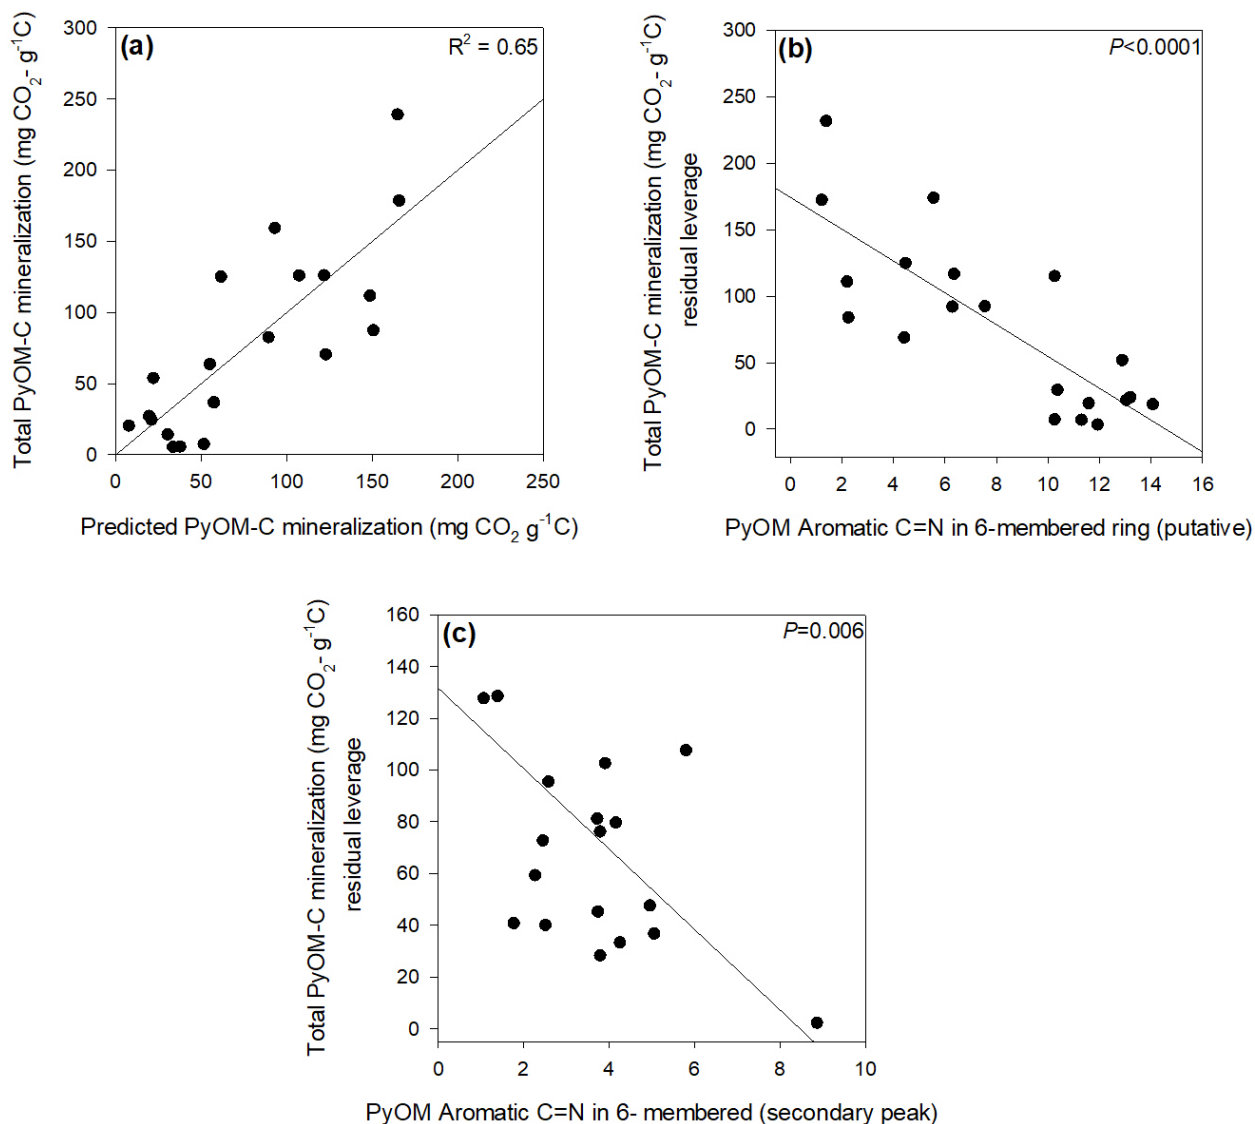 (a)
R² = 0.65
Total PyOM-C mineralization (mg CO₂- g⁻¹C)
300
250
200
150
100
50
0
0 50 100 150 200 250
Predicted PyOM-C mineralization (mg CO₂ g⁻¹C)
(b)
P<0.0001
Total PyOM-C mineralization (mg CO₂- g⁻¹C)
residual leverage
300
250
200
150
100
50
0
0 2 4 6 8 10 12 14 16
PyOM Aromatic C=N in 6-membered ring (putative)
(c)
P=0.006
Total PyOM-C mineralization (mg CO₂- g⁻¹C)
residual leverage
160
140
120
100
80
60
40
20
0
0 2 4 6 8 10
PyOM Aromatic C=N in 6- membered (secondary peak)